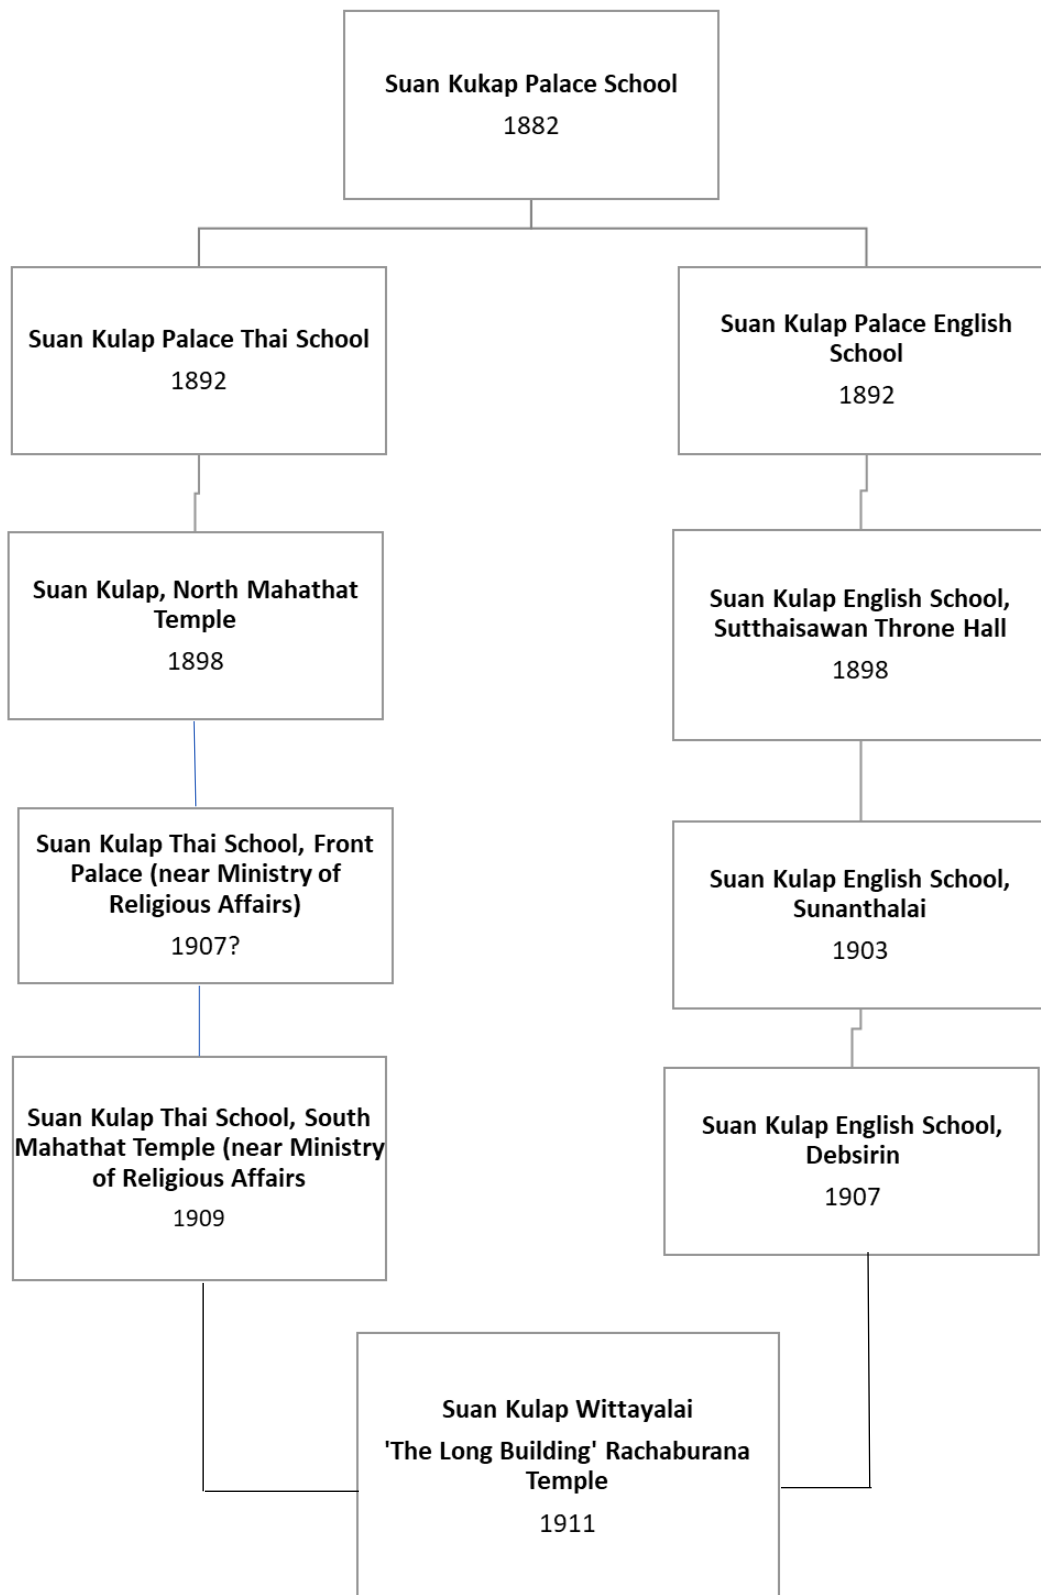 Suan Kukap Palace School
1882
Suan Kulap Palace Thai School
1892
Suan Kulap Palace English
School
1892
Suan Kulap, North Mahathat
Temple
1898
Suan Kulap English School,
Sutthaisawan Throne Hall
1898
Suan Kulap Thai School, Front
Palace (near Ministry of
Religious Affairs)
1907?
Suan Kulap English School,
Sunanthalai
1903
Suan Kulap Thai School, South
Mahathat Temple (near Ministry
of Religious Affairs
1909
Suan Kulap English School,
Debsirin
1907
Suan Kulap Wittayalai
'The Long Building' Rachaburana
Temple
1911